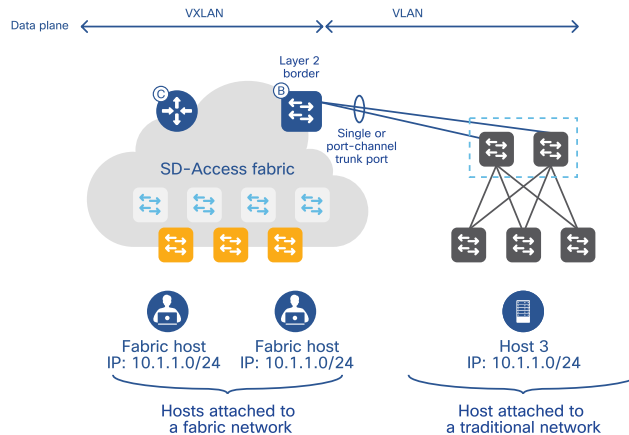 Data plane
VXLAN
VLAN
Layer 2
border
C
B
Single or
port-channel
trunk port
SD-Access fabric
Fabric host
IP: 10.1.1.0/24
Fabric host
IP: 10.1.1.0/24
Host 3
IP: 10.1.1.0/24
Hosts attached to
a fabric network
Host attached to
a traditional network